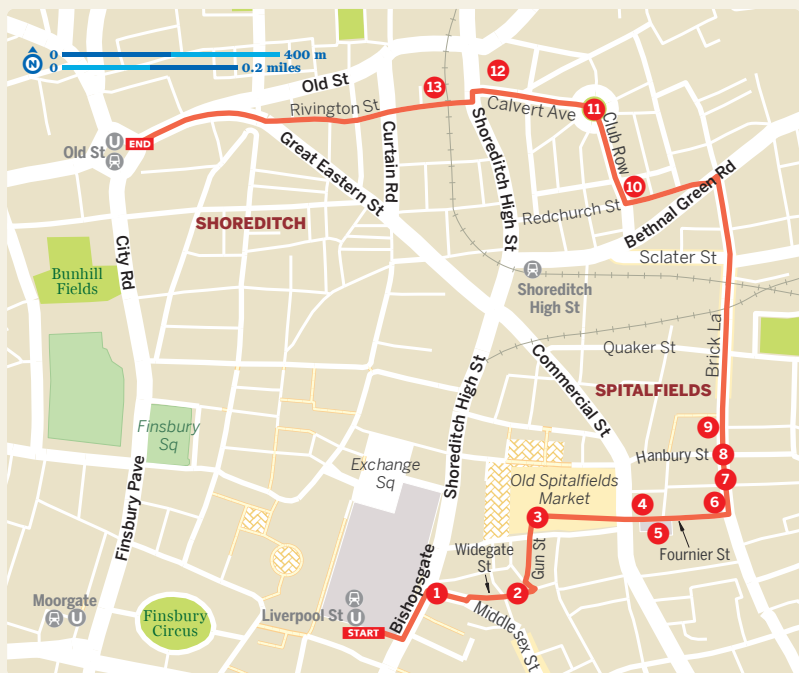 N
0 400 m
0 0.2 miles
Old St
Rivington St
13
12
Calvert Ave
11
Club Row
Old St
U
END
Great Eastern St
Curtain Rd
Shoreditch High St
10
Redchurch St
Bethnal Green Rd
SHOREDITCH
City Rd
Bunhill
Fields
Sclater St
Shoreditch
High St
Quaker St
Brick La
Commercial St
SPITALFIELDS
Shoreditch High St
Finsbury
Sq
Finsbury Pave
Exchange
Sq
9
Hanbury St
8
7
Old Spitalfields
Market
6
4
3
5
Fournier St
Gun St
Widegate
St
Bishopsgate
1
2
Middlesex St
Moorgate
U
Finsbury
Circus
Liverpool St
U
START